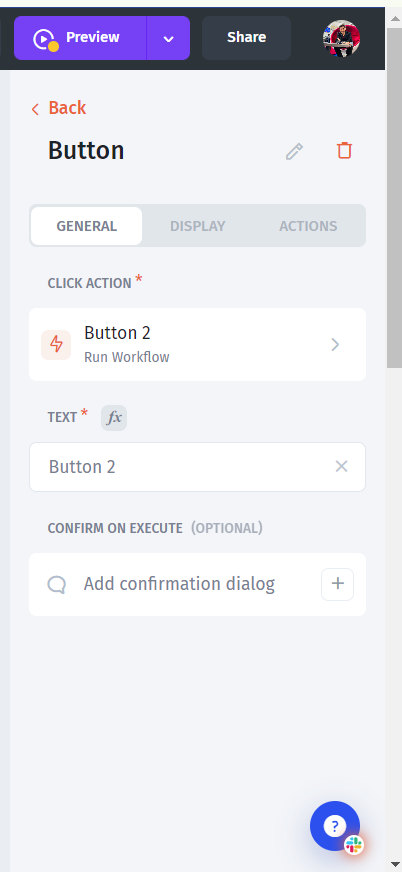 Preview
Share
Back
Button
GENERAL
DISPLAY
ACTIONS
CLICK ACTION *
Button 2
Run Workflow
TEXT * fx
Button 2
CONFIRM ON EXECUTE (OPTIONAL)
Add confirmation dialog
?